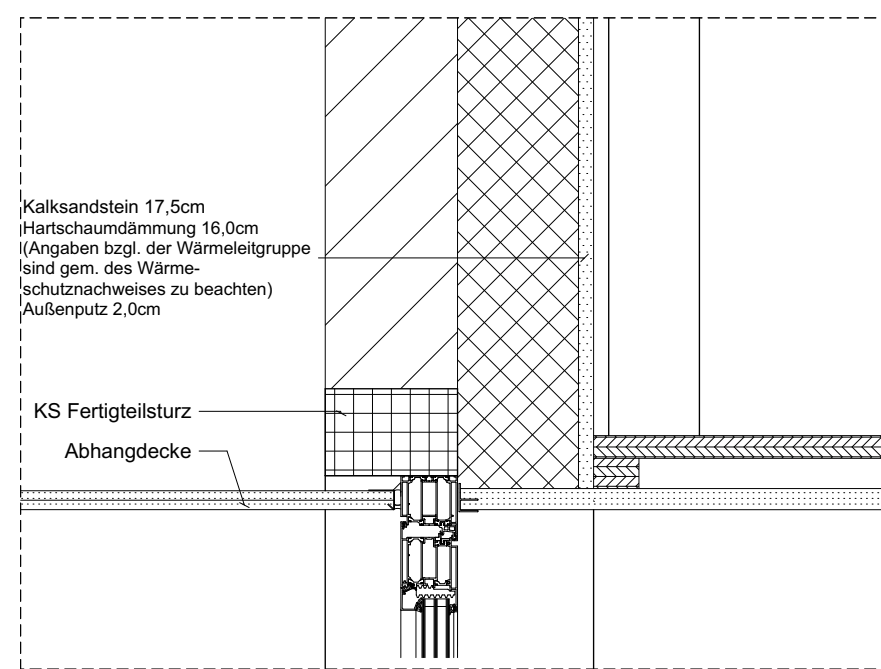 Kalksandstein 17,5cm
Hartschaumdämmung 16,0cm
(Angaben bzgl. der Wärmeleitgruppe
sind gem. des Wärme-
schutznachweises zu beachten)
Außenputz 2,0cm
KS Fertigteilsturz
Abhangdecke